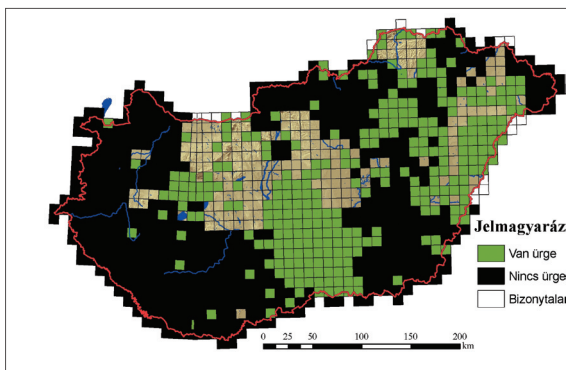 Jelmagyaráz
Van ürge
Nincs ürge
Bizonytalan
0 25 50 100 150 200
km